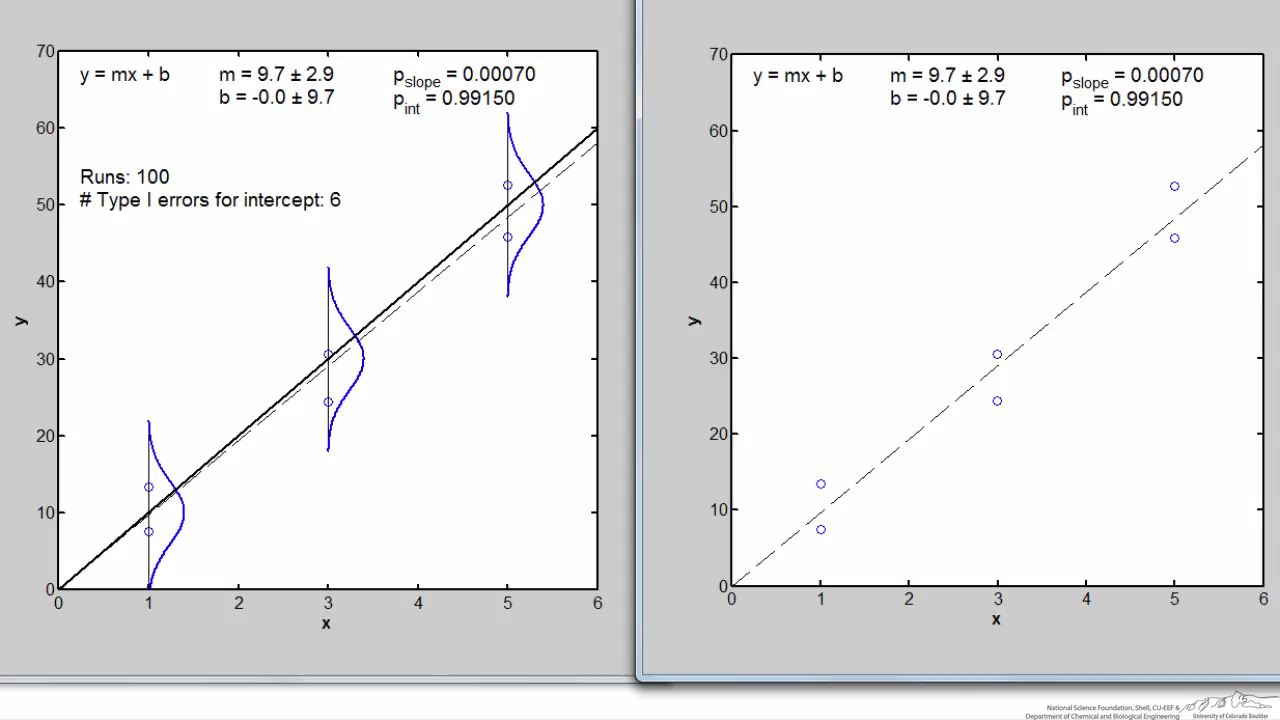 y = mx + b
m = 9.7 ± 2.9
pslope = 0.00070
b = -0.0 ± 9.7
pint = 0.99150
Runs: 100
# Type I errors for intercept: 6
70
60
50
40
30
20
10
0
y
0 1 2 3 4 5 6
x
y = mx + b
m = 9.7 ± 2.9
pslope = 0.00070
b = -0.0 ± 9.7
pint = 0.99150
70
60
50
40
30
20
10
0
y
0 1 2 3 4 5 6
x
National Science Foundation, Shell, CU-EEF &
Department of Chemical and Biological Engineering
University of Colorado Boulder